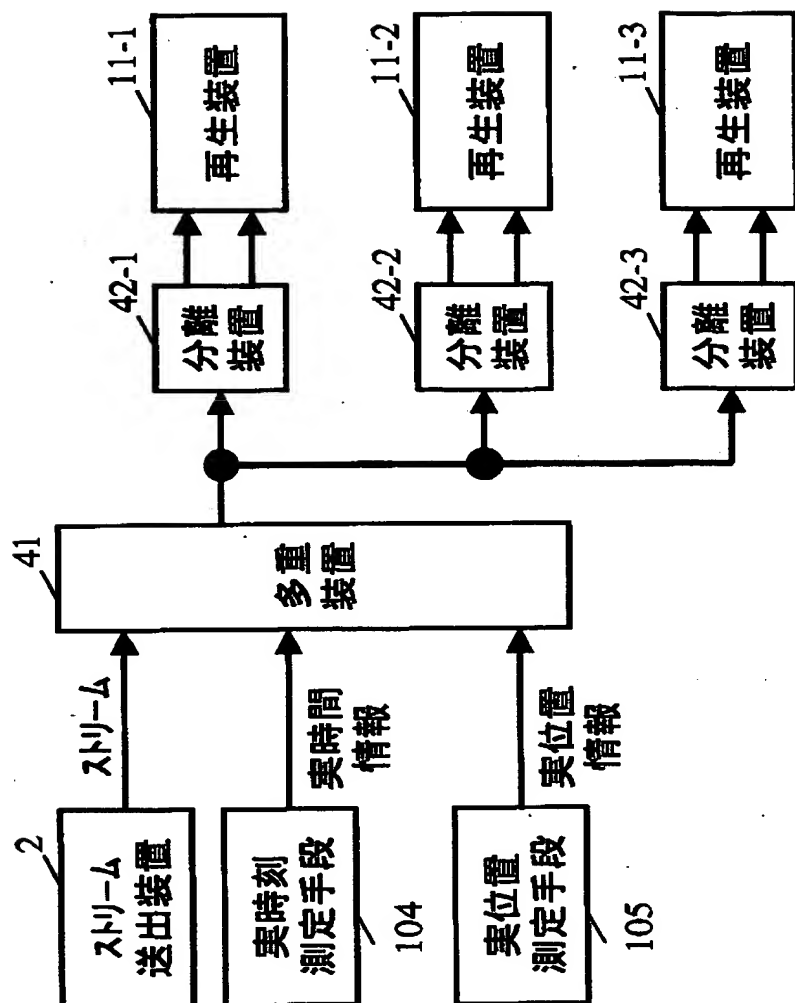 2
ストリーム
送出装置
ストリーム
実時刻
測定手段
104
実時間
情報
実位置
測定手段
105
実位置
情報
41
多重
装置
42-1
分離
装置
11-1
再生装置
42-2
分離
装置
11-2
再生装置
42-3
分離
装置
11-3
再生装置